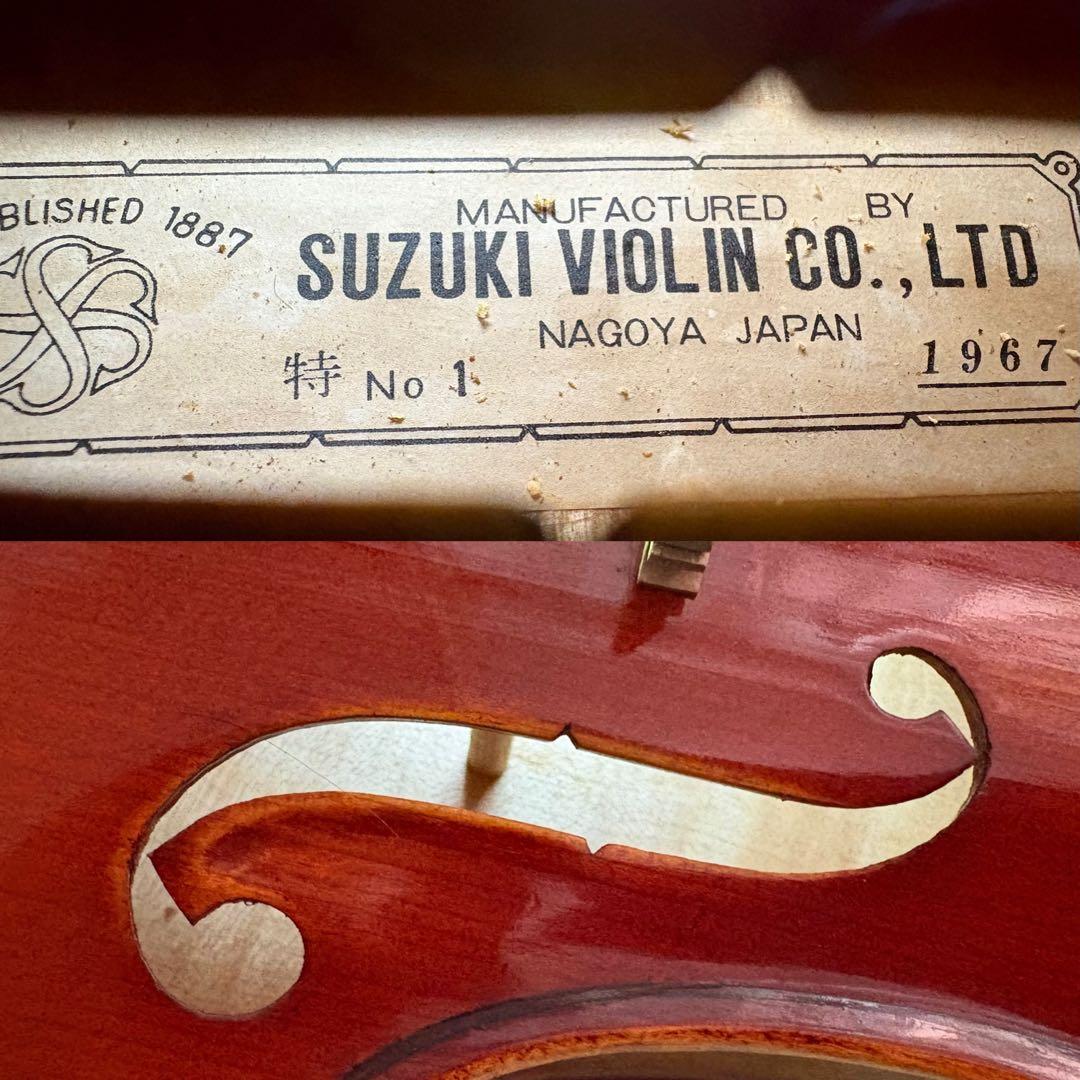 BLISHED 1887
MANUFACTURED BY
SUZUKI VIOLIN CO., LTD
NAGOYA JAPAN
特 No 1
1967